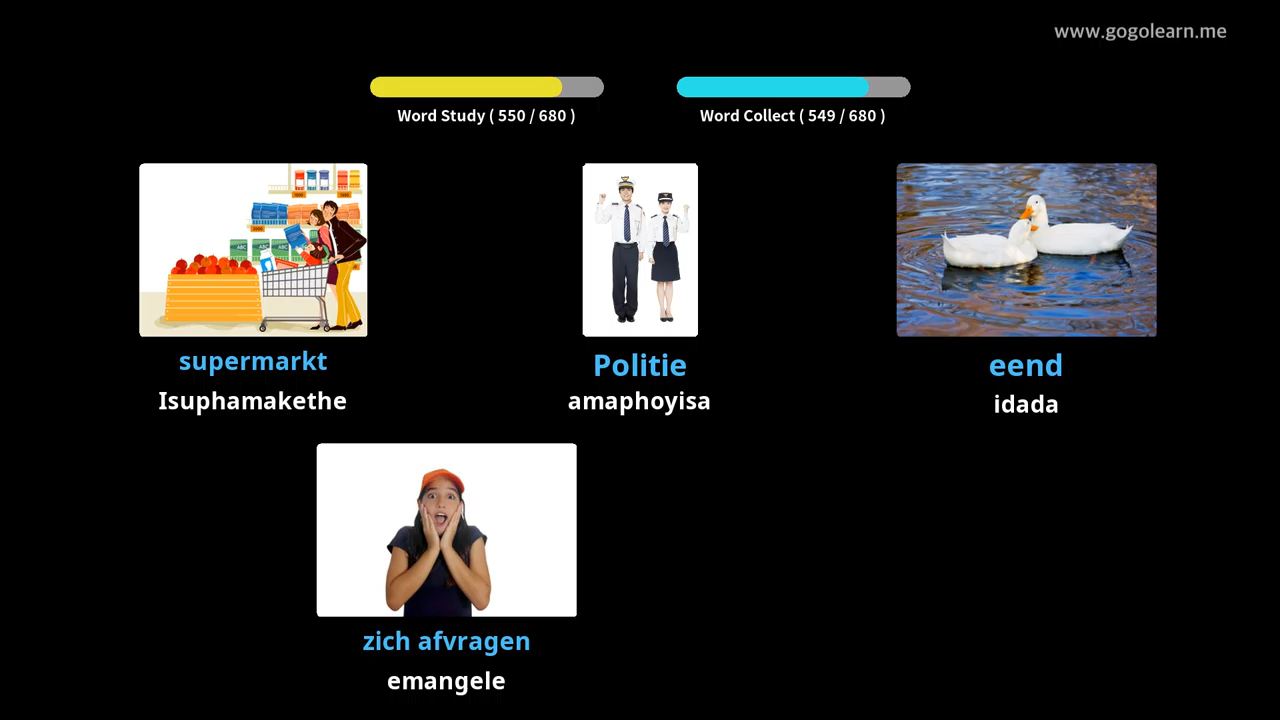 www.gogolearn.me
Word Study ( 550 / 680 )
Word Collect ( 549 / 680 )
supermarkt
Isuphamakethe
Politie
amaphoyisa
eend
idada
zich afvragen
emangele